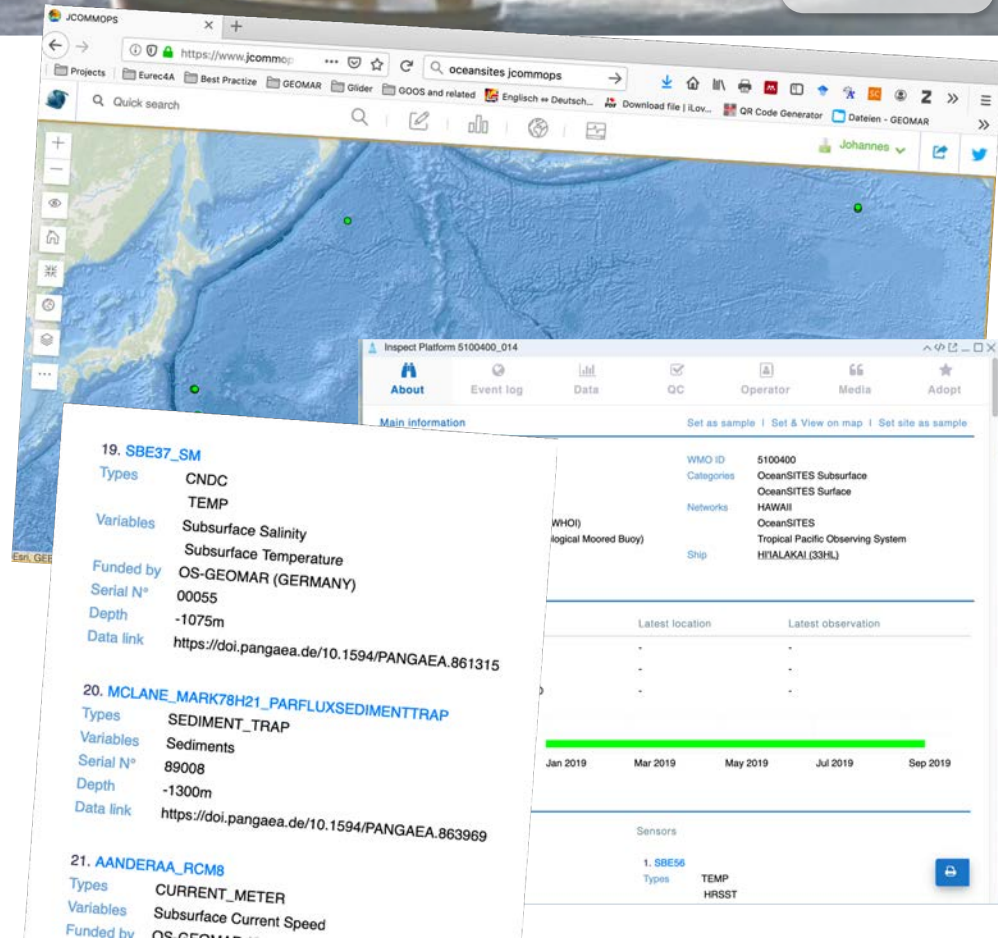 JCOMMOPS
https://www.jcommop
oceansites jcommops
Projects Eurec4A Best Practize GEOMAR Glider GOOS and related Englisch ⇔ Deutsch... Download file | iLov... QR Code Generator Dateien - GEOMAR
Quick search
Johannes
Inspect Platform 5100400_014
About Event log Data QC Operator Media Adopt
Main information Set as sample | Set & View on map | Set site as sample
WMO ID 5100400
Categories OceanSITES Subsurface
OceanSITES Surface
Networks HAWAII
WHOI) OceanSITES
ological Moored Buoy) Tropical Pacific Observing System
Ship HI'IALAKAI (33HL)
Latest location Latest observation
- -
- -
- -
Jan 2019 Mar 2019 May 2019 Jul 2019 Sep 2019
Sensors
1. SBE56
Types TEMP
HRSST
19. SBE37_SM
Types CNDC
TEMP
Variables Subsurface Salinity
Subsurface Temperature
Funded by OS-GEOMAR (GERMANY)
Serial N° 00055
Depth -1075m
Data link https://doi.pangaea.de/10.1594/PANGAEA.861315
20. MCLANE_MARK78H21_PARFLUXSEDIMENTTRAP
Types SEDIMENT_TRAP
Variables Sediments
Serial N° 89008
Depth -1300m
Data link https://doi.pangaea.de/10.1594/PANGAEA.863969
21. AANDERAA_RCM8
Types CURRENT_METER
Variables Subsurface Current Speed
Funded by
Esri, GEB